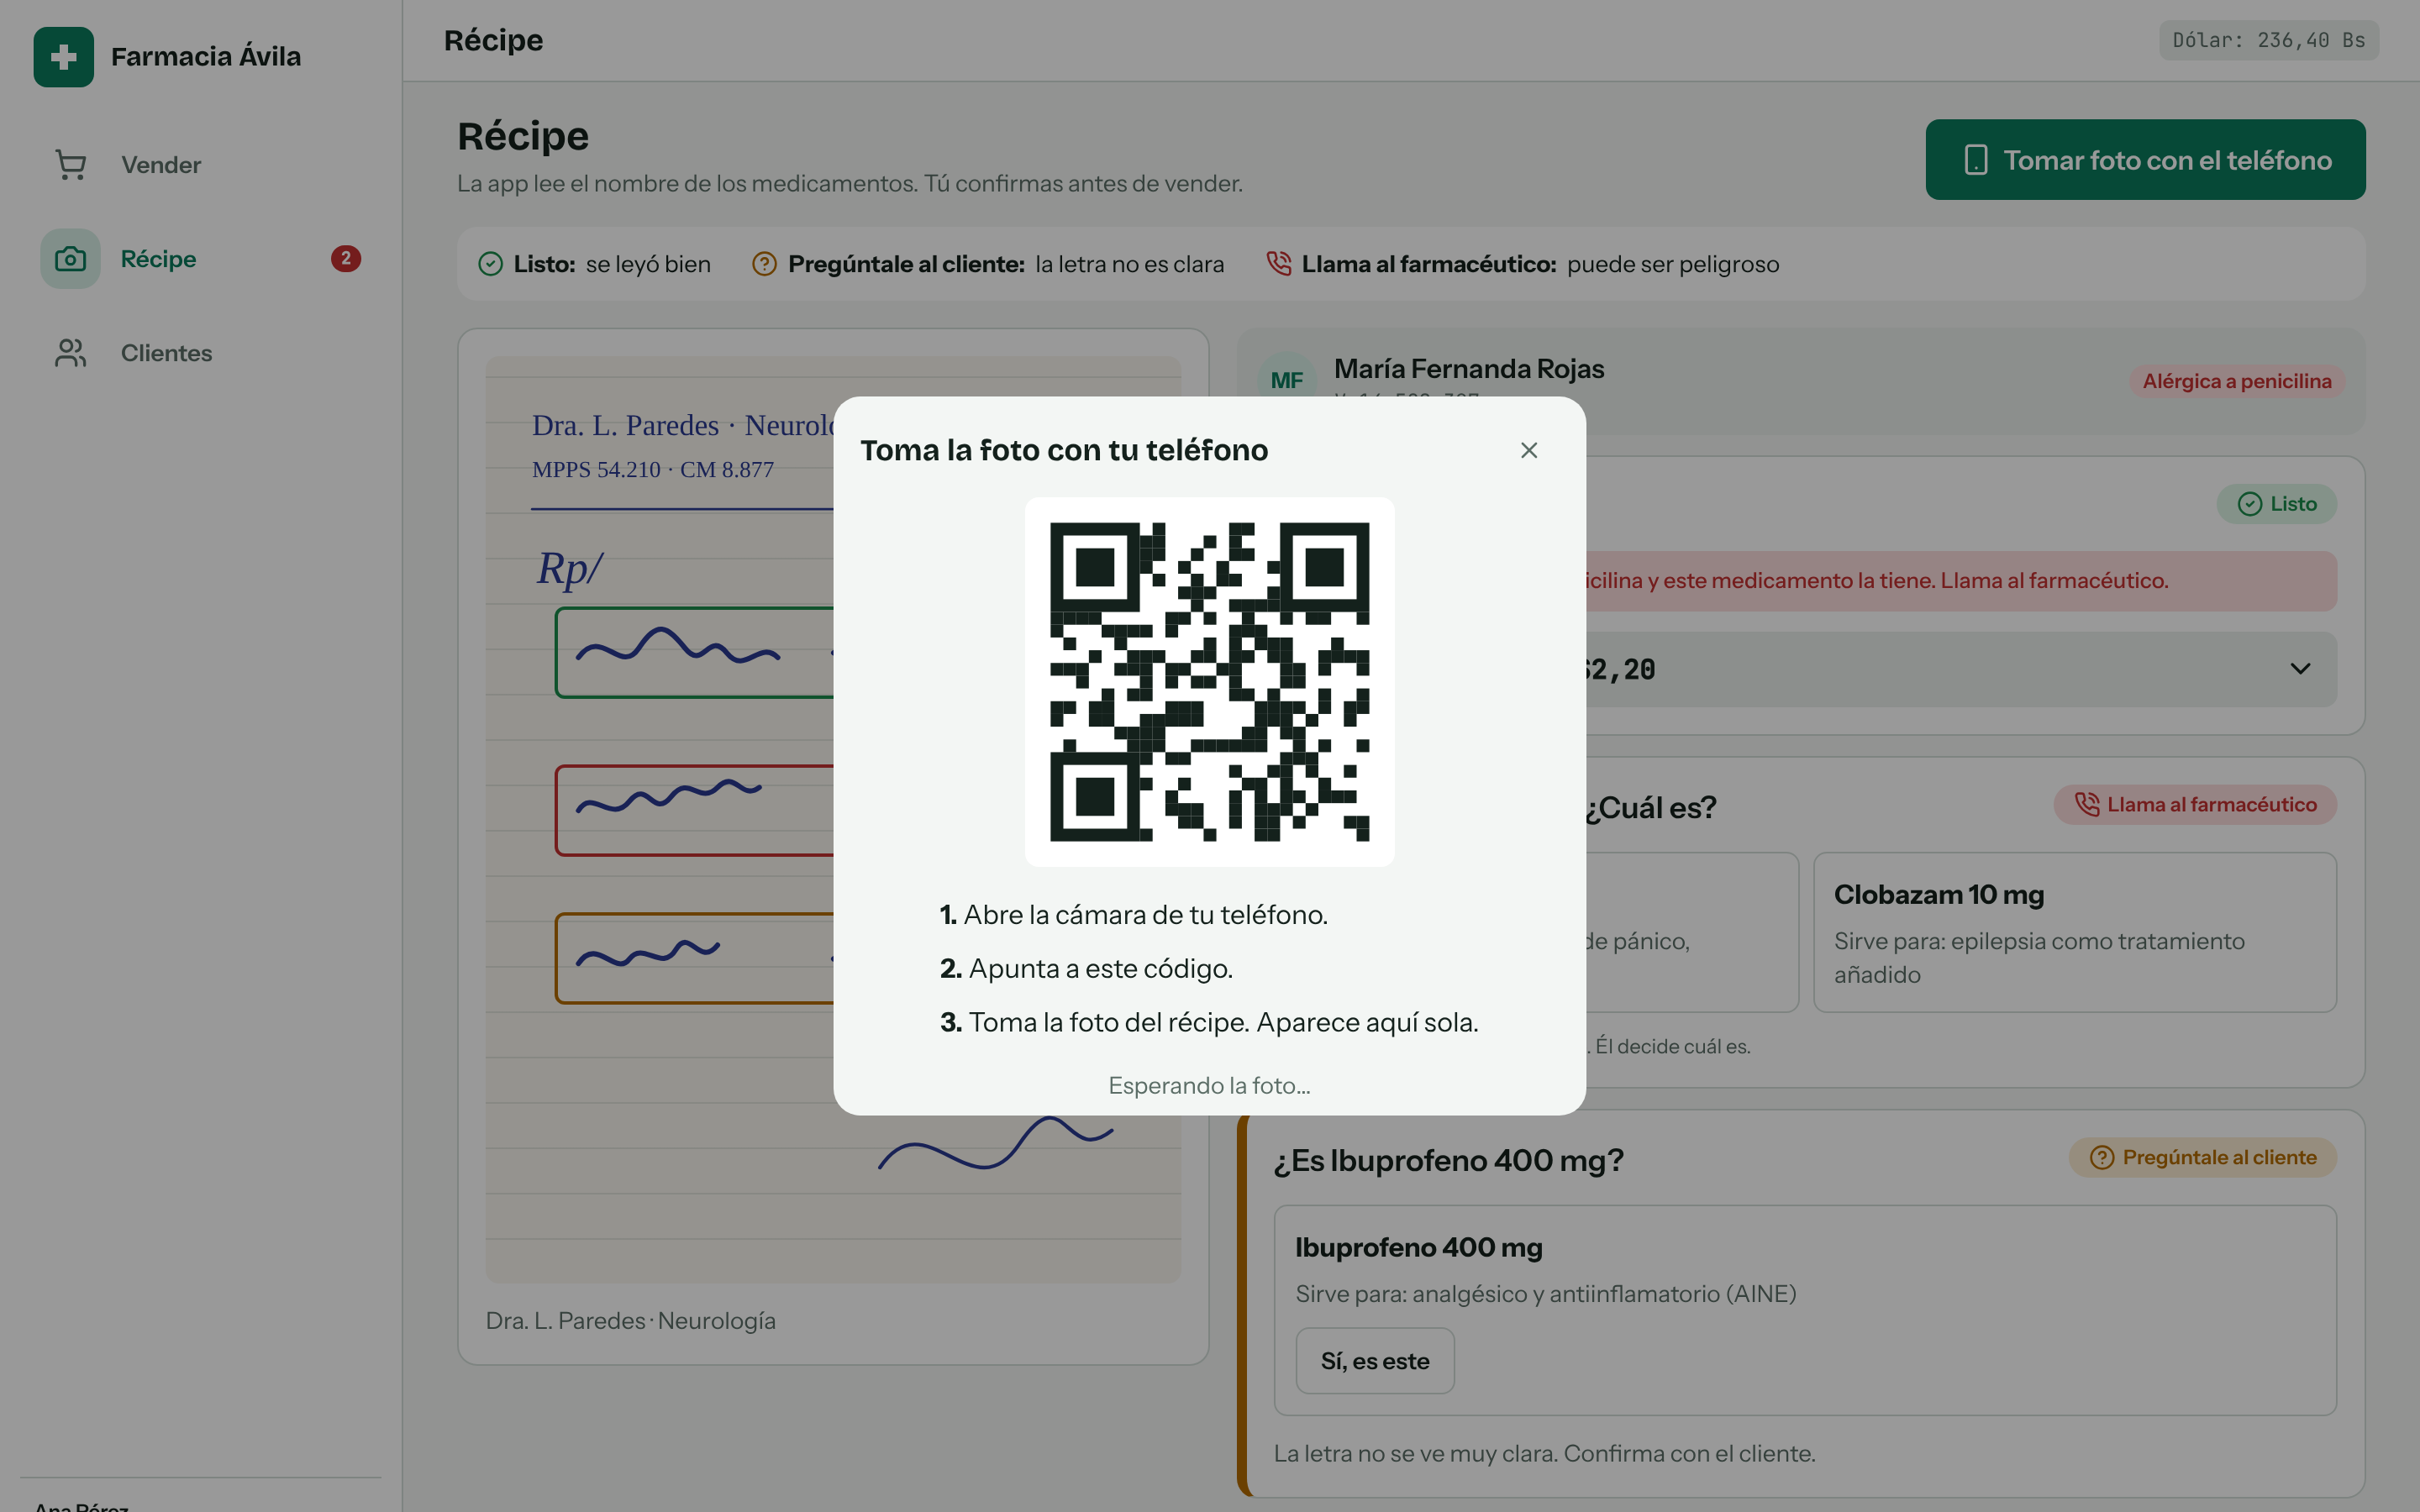 Farmacia Ávila
Vender
Récipe
2
Clientes
Récipe
Dólar: 236,40 Bs
Récipe
La app lee el nombre de los medicamentos. Tú confirmas antes de vender.
Tomar foto con el teléfono
Listo: se leyó bien
Pregúntale al cliente: la letra no es clara
Llama al farmacéutico: puede ser peligroso
Dra. L. Paredes · Neurolo
MPPS 54.210 · CM 8.877
Rp/
Dra. L. Paredes · Neurología
MF
María Fernanda Rojas
Alérgica a penicilina
Toma la foto con tu teléfono
1. Abre la cámara de tu teléfono.
2. Apunta a este código.
3. Toma la foto del récipe. Aparece aquí sola.
Esperando la foto...
Listo
icilina y este medicamento la tiene. Llama al farmacéutico.
$2,20
¿Cuál es?
Llama al farmacéutico
de pánico,
Clobazam 10 mg
Sirve para: epilepsia como tratamiento
añadido
. Él decide cuál es.
¿Es Ibuprofeno 400 mg?
Pregúntale al cliente
Ibuprofeno 400 mg
Sirve para: analgésico y antiinflamatorio (AINE)
Sí, es este
La letra no se ve muy clara. Confirma con el cliente.
Ana Pérez